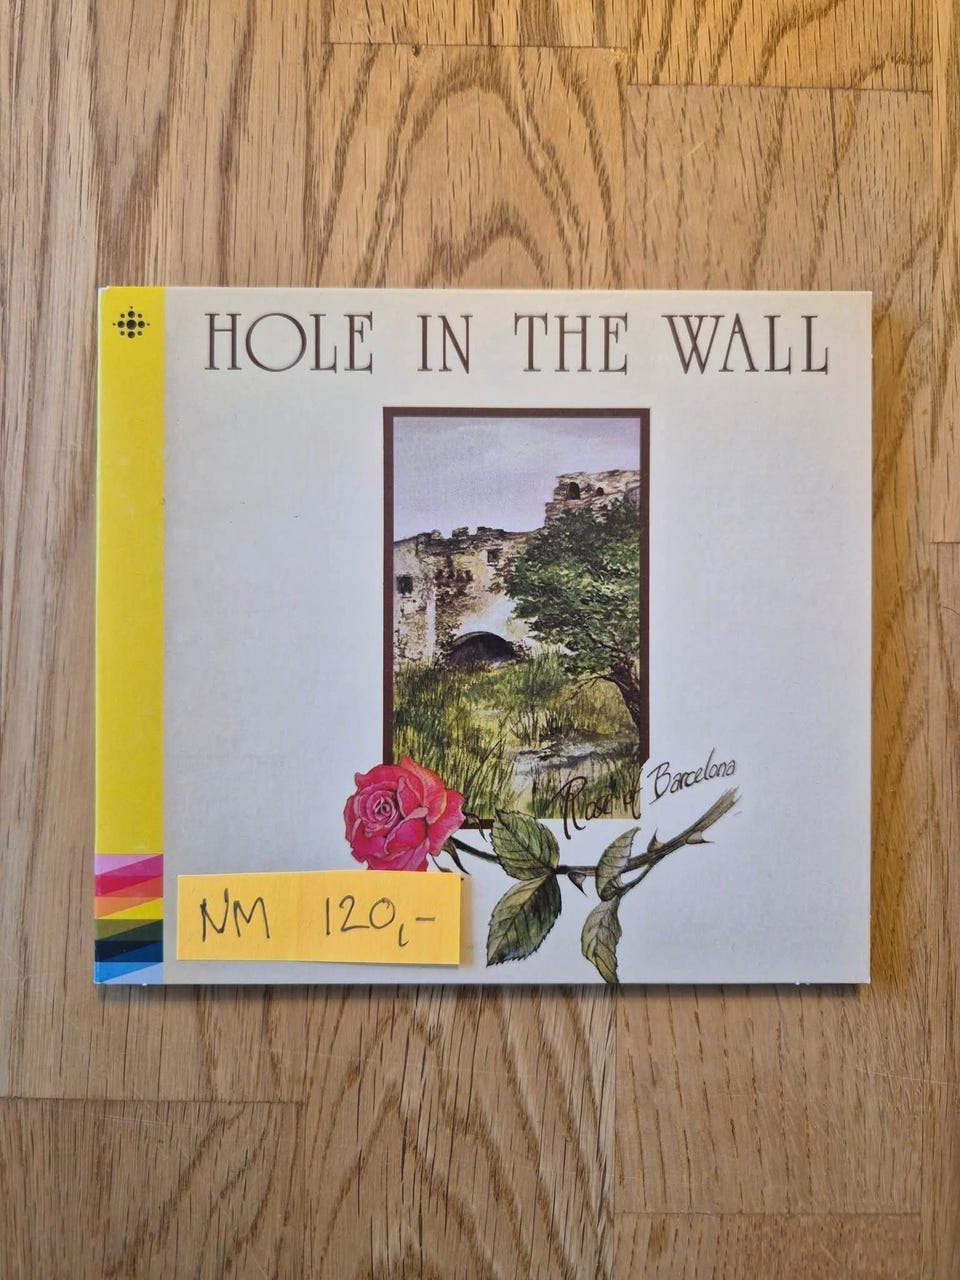 HOLE IN THE WALL
Rose of Barcelona
NM 120,-